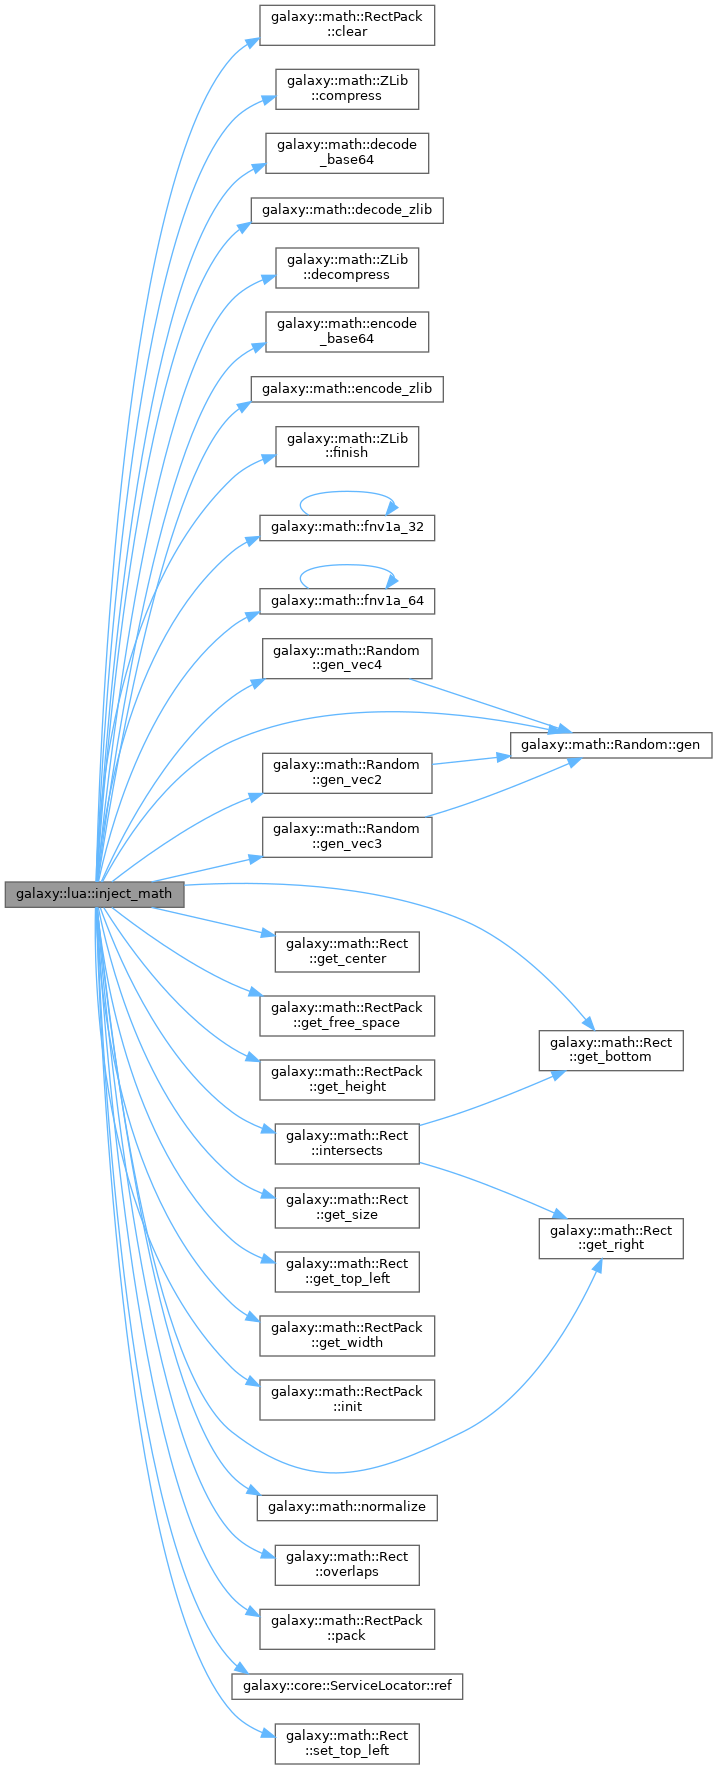 galaxy::math::RectPack
::clear
galaxy::math::ZLib
::compress
galaxy::math::decode
_base64
galaxy::math::decode_zlib
galaxy::math::ZLib
::decompress
galaxy::math::encode
_base64
galaxy::math::encode_zlib
galaxy::math::ZLib
::finish
galaxy::math::fnv1a_32
galaxy::math::fnv1a_64
galaxy::math::Random
::gen_vec4
galaxy::math::Random::gen
galaxy::math::Random
::gen_vec2
galaxy::math::Random
::gen_vec3
galaxy::lua::inject_math
galaxy::math::Rect
::get_center
galaxy::math::RectPack
::get_free_space
galaxy::math::Rect
::get_bottom
galaxy::math::RectPack
::get_height
galaxy::math::Rect
::intersects
galaxy::math::Rect
::get_size
galaxy::math::Rect
::get_right
galaxy::math::Rect
::get_top_left
galaxy::math::RectPack
::get_width
galaxy::math::RectPack
::init
galaxy::math::normalize
galaxy::math::Rect
::overlaps
galaxy::math::RectPack
::pack
galaxy::core::ServiceLocator::ref
galaxy::math::Rect
::set_top_left